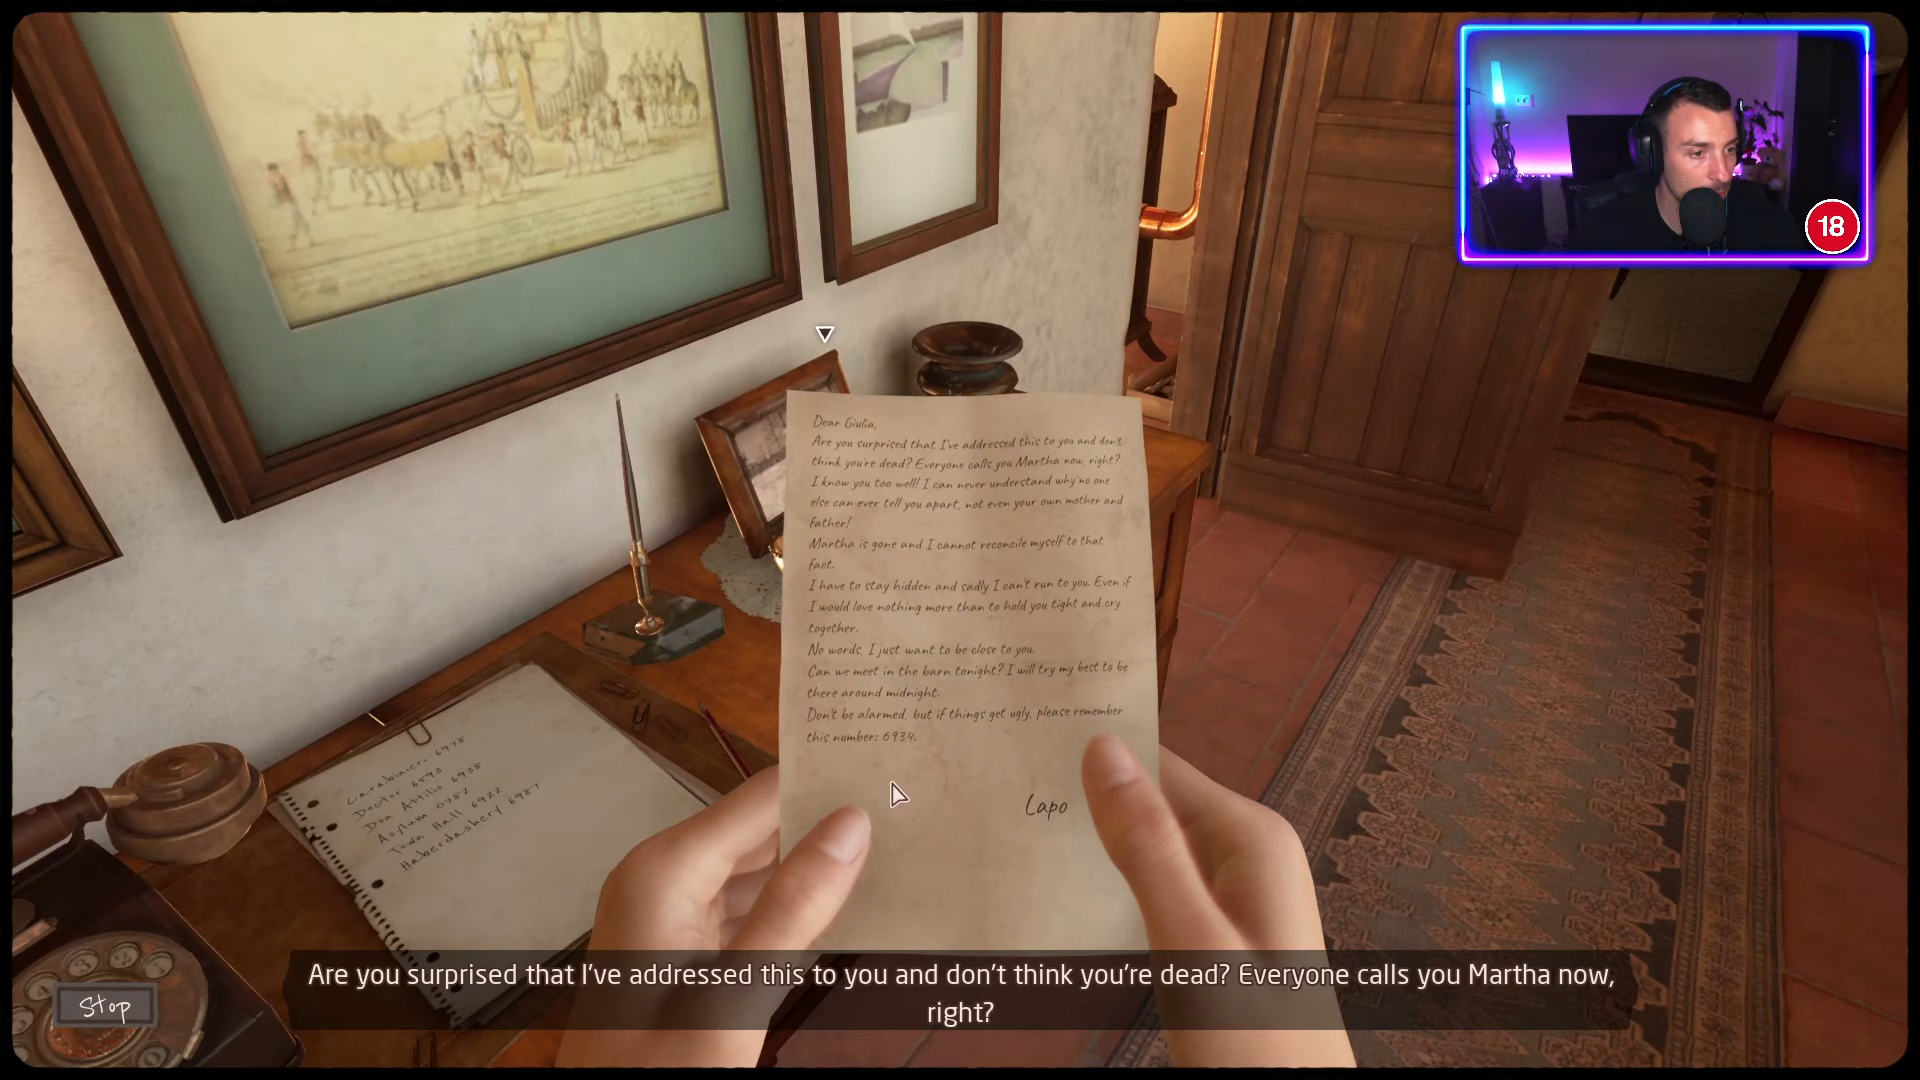 18
Dear Giulia,
Are you surprised that I've addressed this to you and don't
think you're dead? Everyone calls you Martha now, right?
I know you too well! I can never understand why no one
else can ever tell you apart, not even your own mother and
father!
Martha is gone and I cannot reconcile myself to that
fact.
I have to stay hidden and sadly I can't run to you. Even if
I would love nothing more than to hold you tight and cry
together.
No words, I just want to be close to you.
Can we meet in the barn tonight? I will try my best to be
there around midnight.
Don't be alarmed, but if things get ugly, please remember
this number: 6934.
Lapo
Carabinieri 6978
Doctor 6593
Don Attilio 6938
Asylum 0787
Town Hall 6922
Haberdashery 6987
Are you surprised that I've addressed this to you and don't think you're dead? Everyone calls you Martha now,
right?
Stop